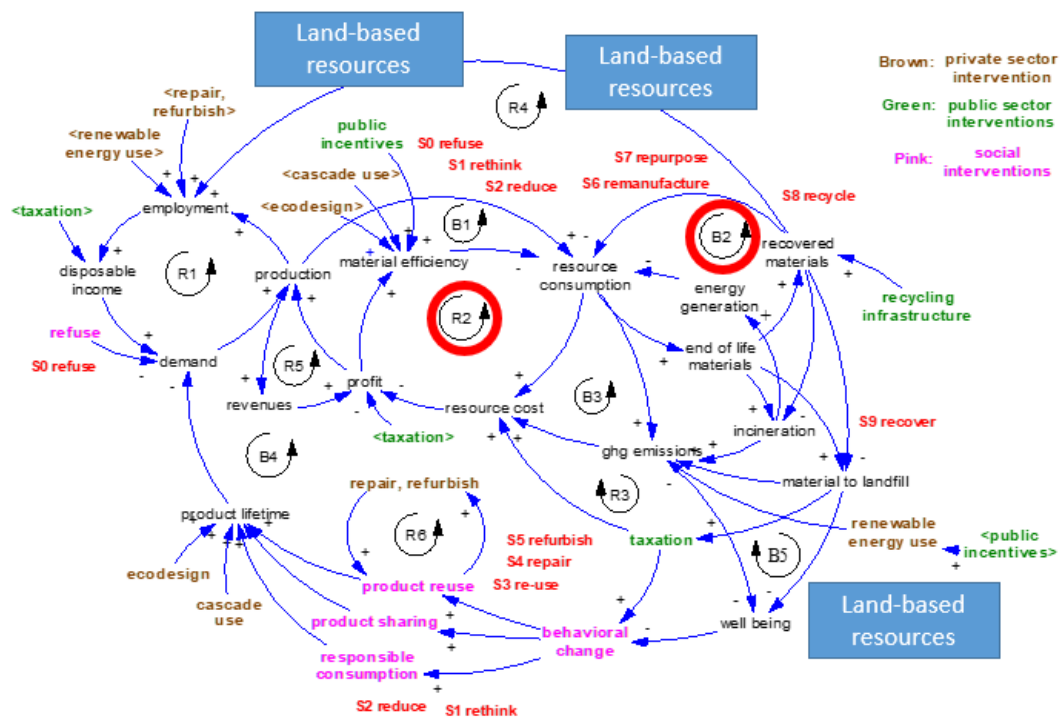 Land-based
resources
Land-based
resources
Brown: private sector
intervention
Green: public sector
interventions
Pink: social
interventions
R4
<repair,
refurbish>
<renewable
energy use>
public
incentives
S0 refuse
S1 rethink
S2 reduce
S7 repurpose
S6 remanufacture
S8 recycle
<cascade use>
<ecodesign>
<taxation>
employment
B1
B2
disposable
income
R1
production
material efficiency
resource
consumption
recovered
materials
energy
generation
recycling
infrastructure
R2
refuse
S0 refuse
demand
R5
profit
end of life
materials
revenues
resource cost
B3
incineration
S9 recover
<taxation>
B4
ghg emissions
material to landfill
repair, refurbish
R3
product lifetime
R6
S5 refurbish
S4 repair
S3 re-use
taxation
renewable
energy use
<public
incentives>
B5
ecodesign
cascade
use
product reuse
product sharing
responsible
consumption
behavioral
change
well being
Land-based
resources
S2 reduce
S1 rethink